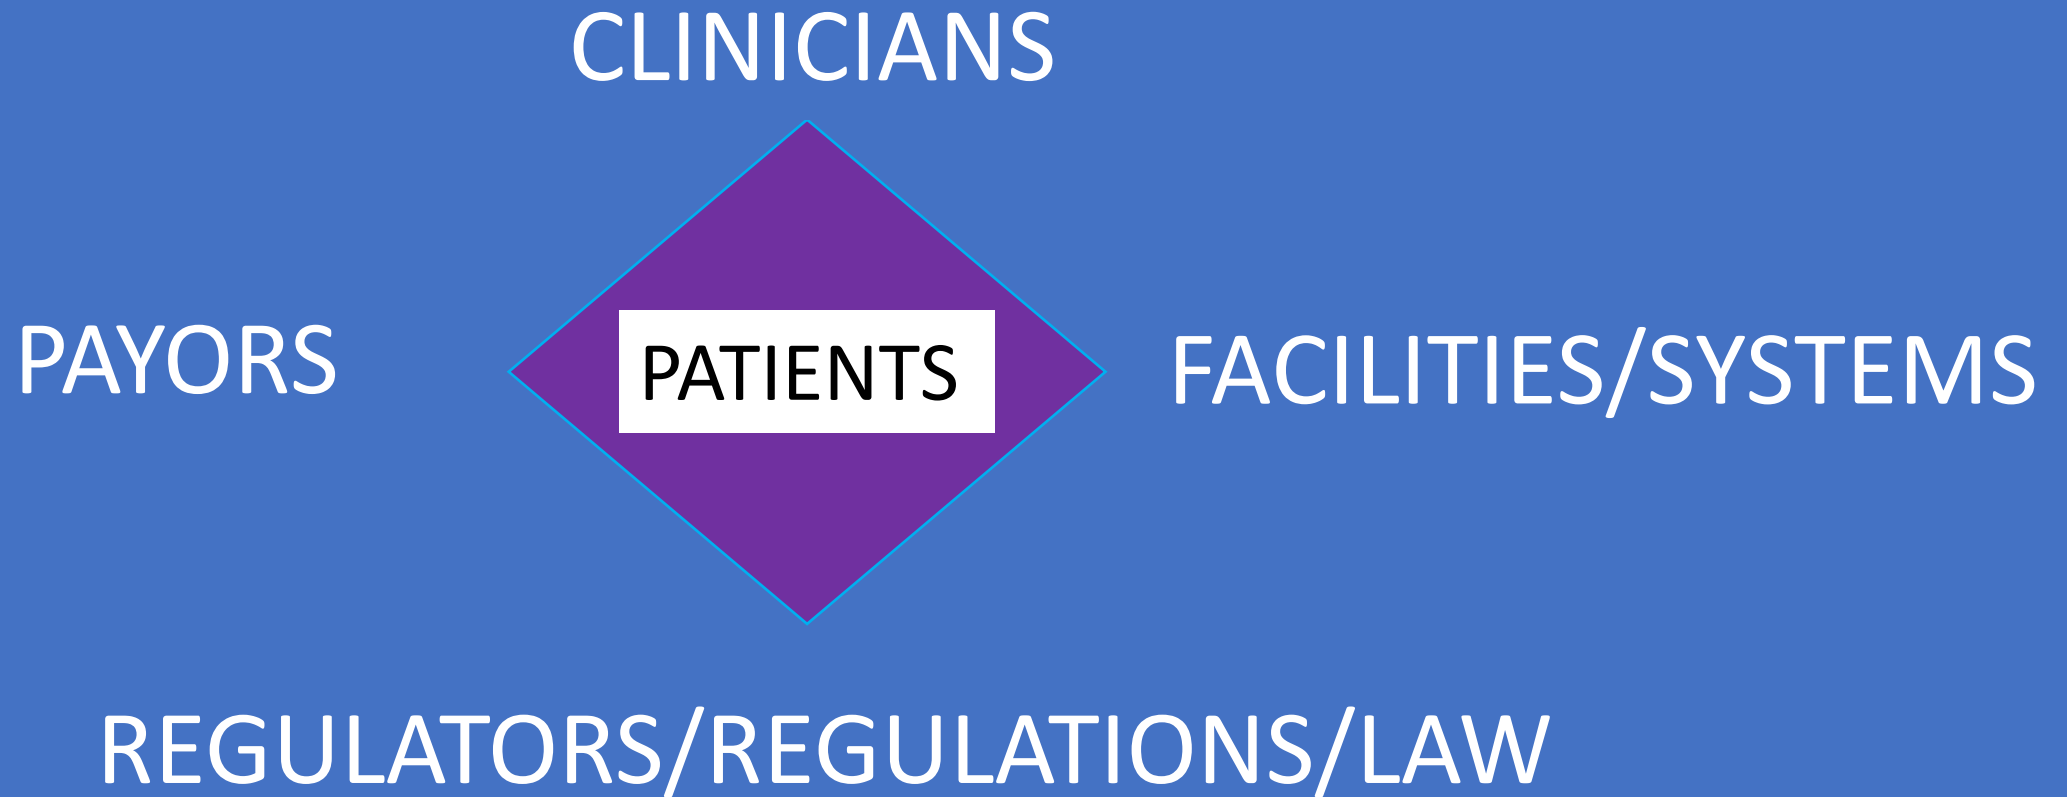 CLINICIANS
PAYORS
PATIENTS
FACILITIES/SYSTEMS
REGULATORS/REGULATIONS/LAW